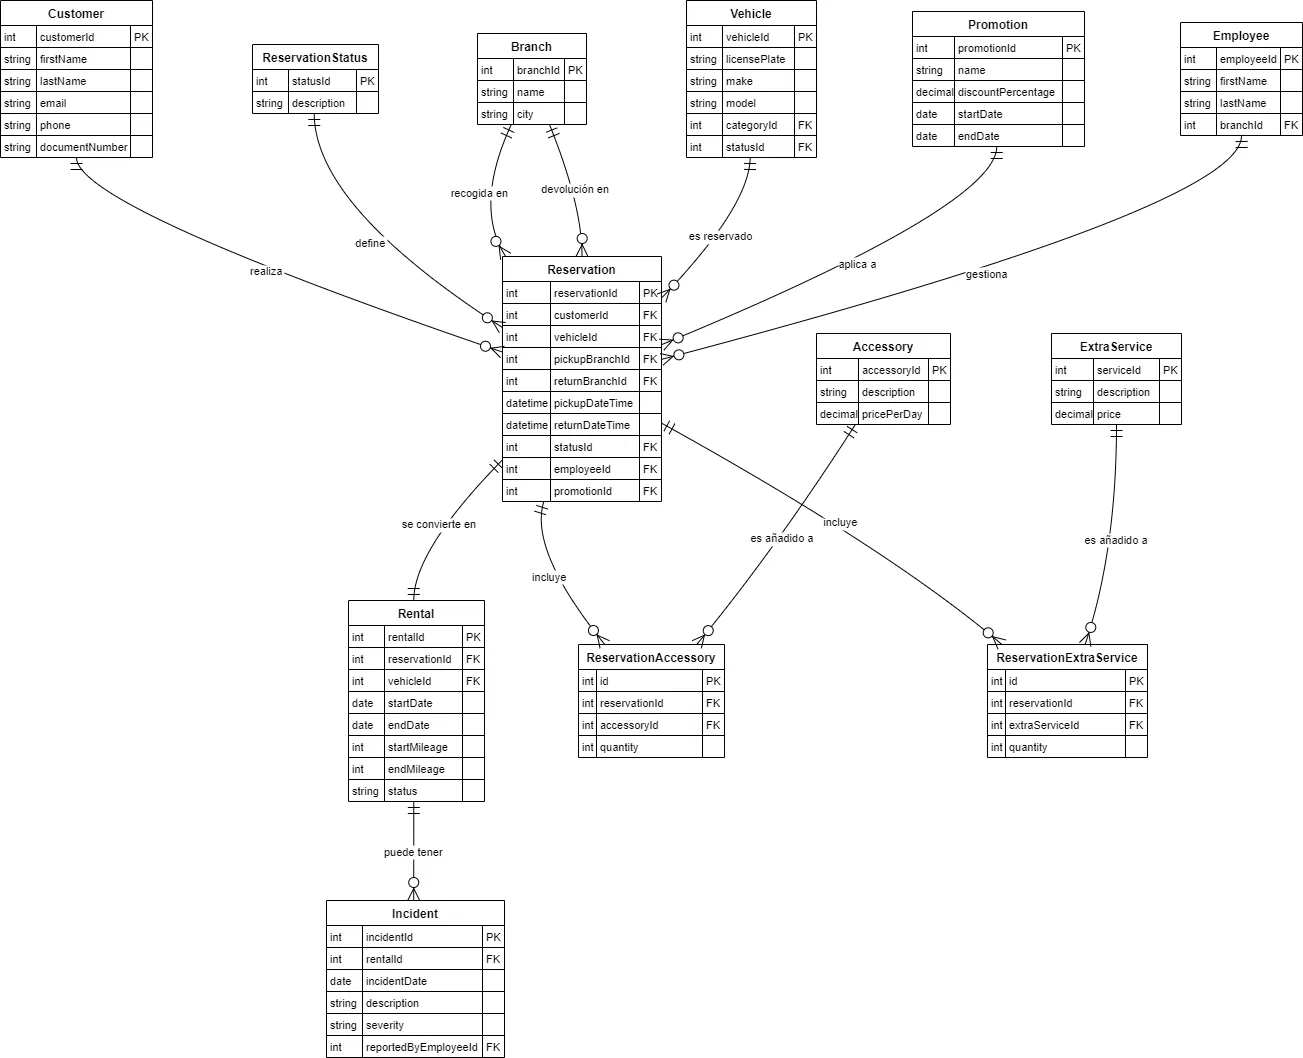 Customer
int customerId PK
string firstName
string lastName
string email
string phone
string documentNumber
ReservationStatus
int statusId PK
string description
Branch
int branchId PK
string name
string city
Vehicle
int vehicleId PK
string licensePlate
string make
string model
int categoryId FK
int statusId FK
Promotion
int promotionId PK
string name
decimal discountPercentage
date startDate
date endDate
Employee
int employeeId PK
string firstName
string lastName
int branchId FK
realiza
define
recogida en
devolución en
es reservado
aplica a
gestiona
Reservation
int reservationId PK
int customerId FK
int vehicleId FK
int pickupBranchId FK
int returnBranchId FK
datetime pickupDateTime
datetime returnDateTime
int statusId FK
int employeeId FK
int promotionId FK
Accessory
int accessoryId PK
string description
decimal pricePerDay
ExtraService
int serviceId PK
string description
decimal price
se convierte en
incluye
es añadido a
incluye
es añadido a
Rental
int rentalId PK
int reservationId FK
int vehicleId FK
date startDate
date endDate
int startMileage
int endMileage
string status
ReservationAccessory
int id PK
int reservationId FK
int accessoryId FK
int quantity
ReservationExtraService
int id PK
int reservationId FK
int extraServiceId FK
int quantity
puede tener
Incident
int incidentId PK
int rentalId FK
date incidentDate
string description
string severity
int reportedByEmployeeId FK